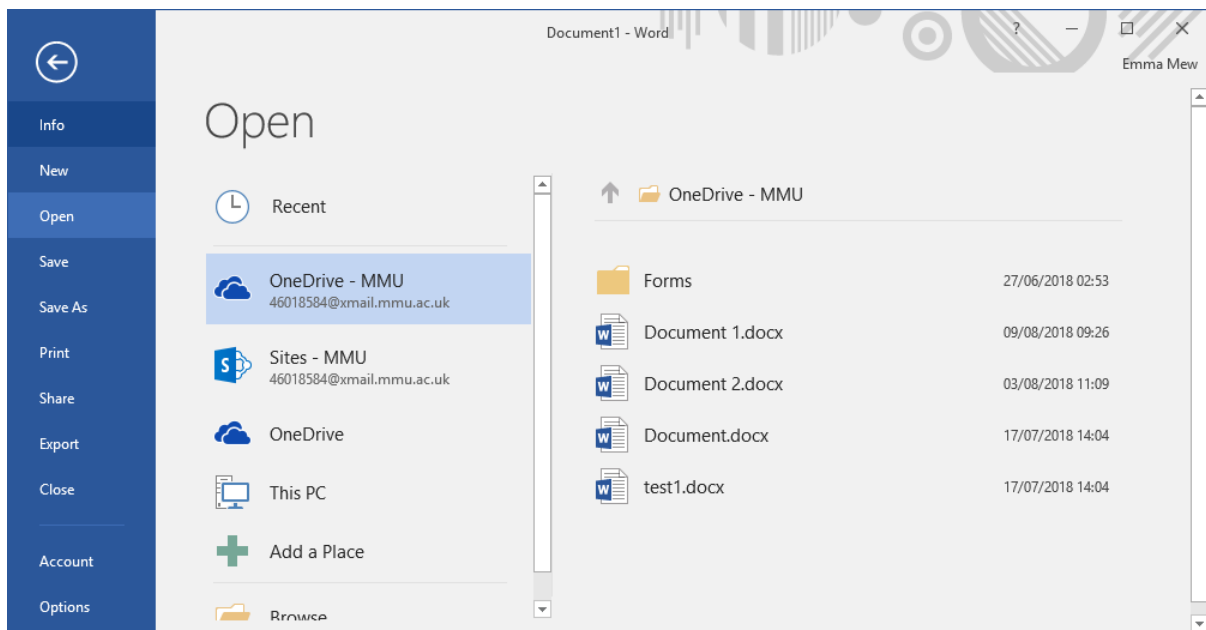 Document1 - Word
?
Emma Mew
Info
New
Open
Save
Save As
Print
Share
Export
Close
Account
Options
Open
Recent
OneDrive - MMU
46018584@xmail.mmu.ac.uk
Sites - MMU
46018584@xmail.mmu.ac.uk
OneDrive
This PC
Add a Place
Browse
OneDrive - MMU
Forms 27/06/2018 02:53
Document 1.docx 09/08/2018 09:26
Document 2.docx 03/08/2018 11:09
Document.docx 17/07/2018 14:04
test1.docx 17/07/2018 14:04